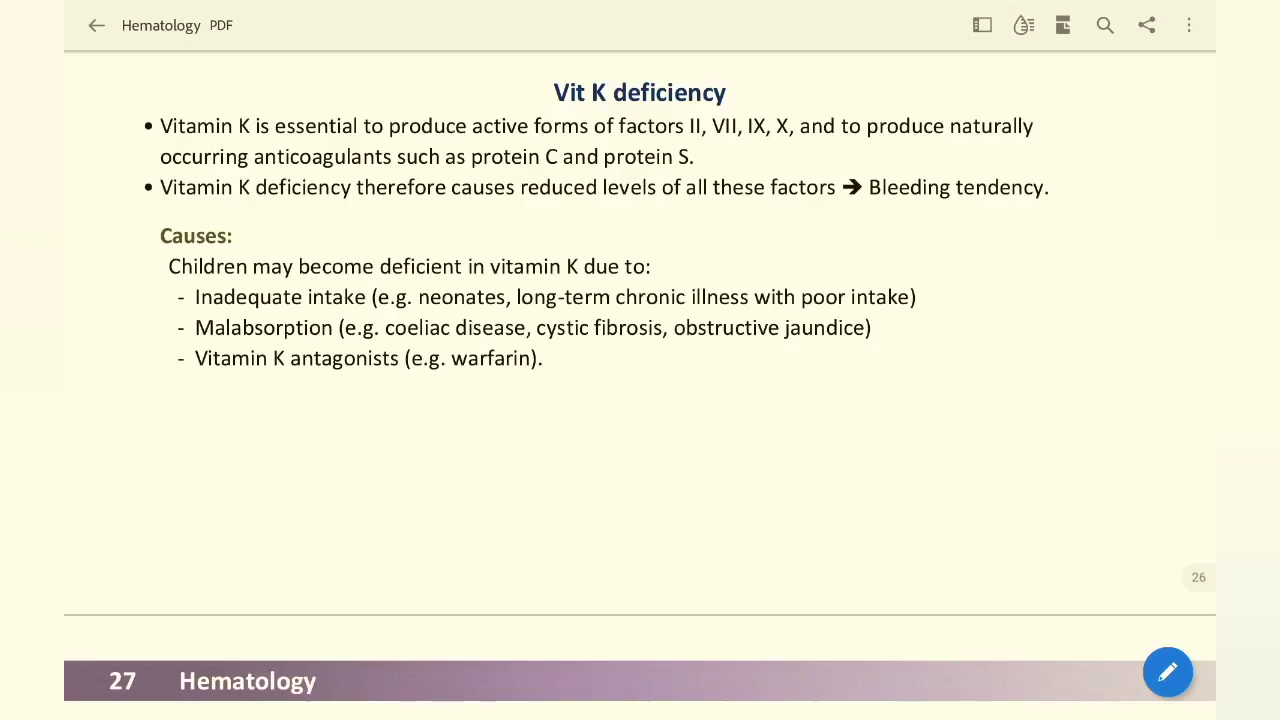 Hematology PDF
Vit K deficiency
• Vitamin K is essential to produce active forms of factors II, VII, IX, X, and to produce naturally
occurring anticoagulants such as protein C and protein S.
• Vitamin K deficiency therefore causes reduced levels of all these factors ➔ Bleeding tendency.
Causes:
Children may become deficient in vitamin K due to:
- Inadequate intake (e.g. neonates, long-term chronic illness with poor intake)
- Malabsorption (e.g. coeliac disease, cystic fibrosis, obstructive jaundice)
- Vitamin K antagonists (e.g. warfarin).
26
27 Hematology